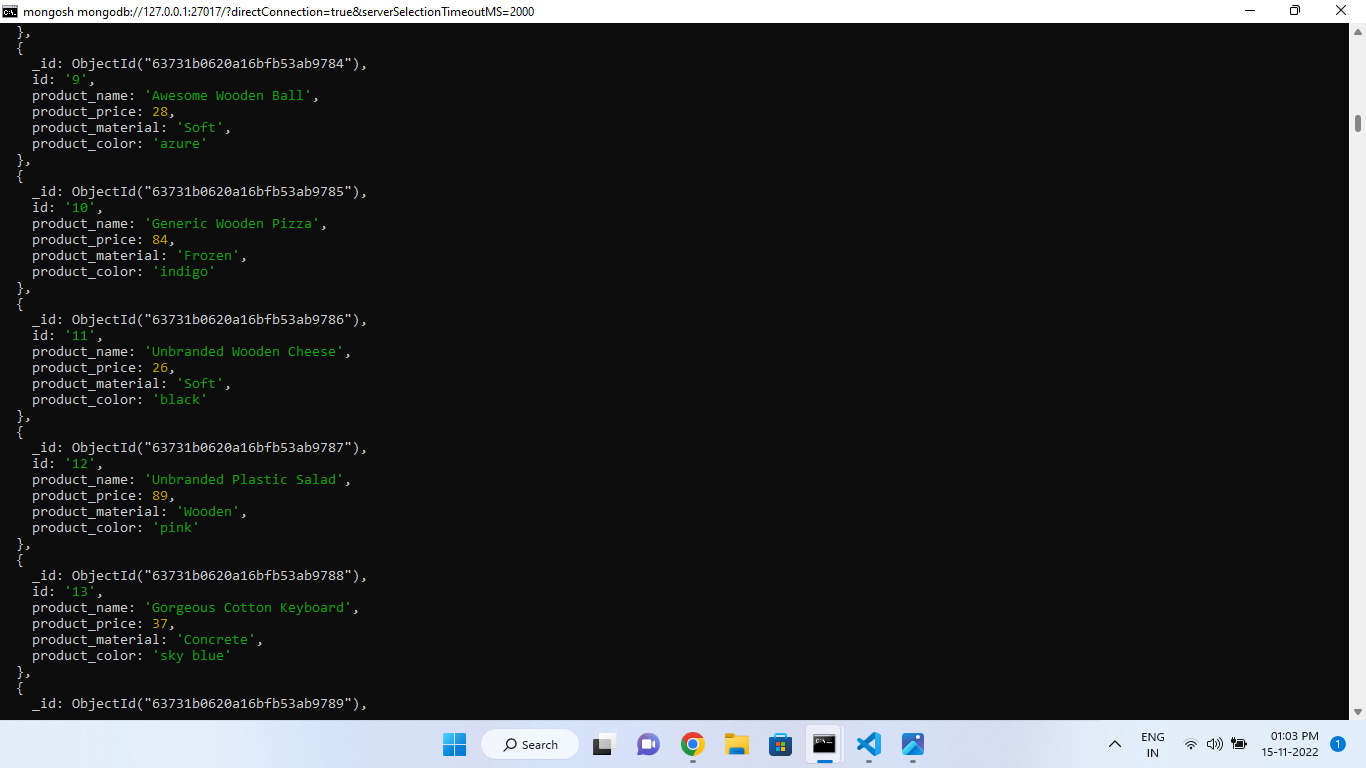 mongosh mongodb://127.0.0.1:27017/?directConnection=true&serverSelectionTimeoutMS=2000
},
{
_id: ObjectId("63731b0620a16bfb53ab9784"),
id: '9',
product_name: 'Awesome Wooden Ball',
product_price: 28,
product_material: 'Soft',
product_color: 'azure'
},
{
_id: ObjectId("63731b0620a16bfb53ab9785"),
id: '10',
product_name: 'Generic Wooden Pizza',
product_price: 84,
product_material: 'Frozen',
product_color: 'indigo'
},
{
_id: ObjectId("63731b0620a16bfb53ab9786"),
id: '11',
product_name: 'Unbranded Wooden Cheese',
product_price: 26,
product_material: 'Soft',
product_color: 'black'
},
{
_id: ObjectId("63731b0620a16bfb53ab9787"),
id: '12',
product_name: 'Unbranded Plastic Salad',
product_price: 89,
product_material: 'Wooden',
product_color: 'pink'
},
{
_id: ObjectId("63731b0620a16bfb53ab9788"),
id: '13',
product_name: 'Gorgeous Cotton Keyboard',
product_price: 37,
product_material: 'Concrete',
product_color: 'sky blue'
},
{
_id: ObjectId("63731b0620a16bfb53ab9789"),
Search
ENG
IN
01:03 PM
15-11-2022
1